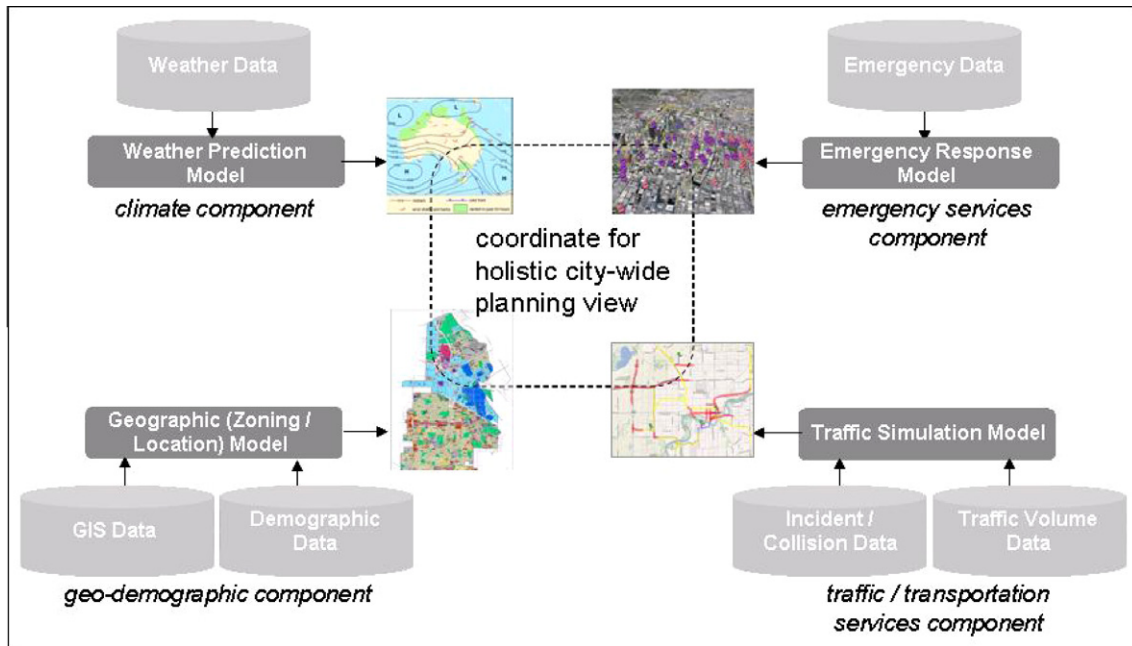 Weather Data
Emergency Data
Weather Prediction
Model
climate component
Emergency Response
Model
emergency services
component
L
H
H
coordinate for
holistic city-wide
planning view
Geographic (Zoning /
Location) Model
GIS Data
Demographic
Data
geo-demographic component
Traffic Simulation Model
Incident /
Collision Data
Traffic Volume
Data
traffic / transportation
services component